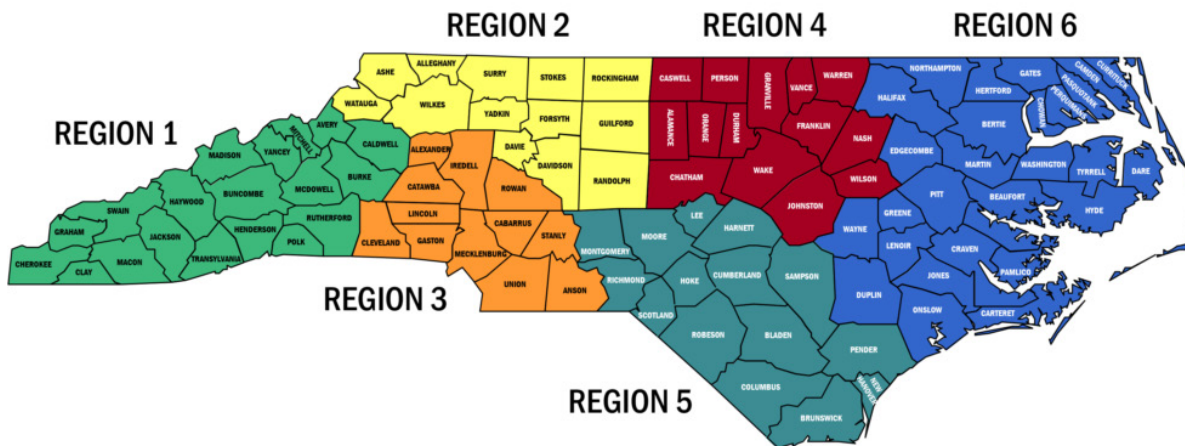 REGION 2
REGION 4
REGION 6
REGION 1
REGION 3
REGION 5
ASHE
ALLEGHANY
SURRY
STOKES
ROCKINGHAM
WATAUGA
WILKES
YADKIN
FORSYTH
GUILFORD
DAVIE
DAVIDSON
RANDOLPH
CASWELL
PERSON
GRANVILLE
VANCE
WARREN
ALAMANCE
ORANGE
DURHAM
FRANKLIN
NASH
WAKE
CHATHAM
WILSON
JOHNSTON
NORTHAMPTON
GATES
CAMDEN
CURRITUCK
PASQUOTANK
PERQUIMANS
HERTFORD
HALIFAX
CHOWAN
BERTIE
EDGECOMBE
MARTIN
WASHINGTON
TYRRELL
DARE
PITT
BEAUFORT
HYDE
GREENE
WAYNE
LENOIR
CRAVEN
PAMLICO
JONES
DUPLIN
ONSLOW
CARTERET
AVERY
MITCHELL
CALDWELL
MADISON
YANCEY
BURKE
MCDOWELL
BUNCOMBE
HAYWOOD
SWAIN
RUTHERFORD
GRAHAM
JACKSON
HENDERSON
POLK
CHEROKEE
MACON
TRANSYLVANIA
CLAY
ALEXANDER
IREDELL
CATAWBA
ROWAN
LINCOLN
CABARRUS
STANLY
CLEVELAND
GASTON
MECKLENBURG
UNION
ANSON
LEE
HARNETT
MOORE
MONTGOMERY
RICHMOND
HOKE
CUMBERLAND
SAMPSON
SCOTLAND
ROBESON
BLADEN
PENDER
COLUMBUS
NEW
HANOVER
BRUNSWICK